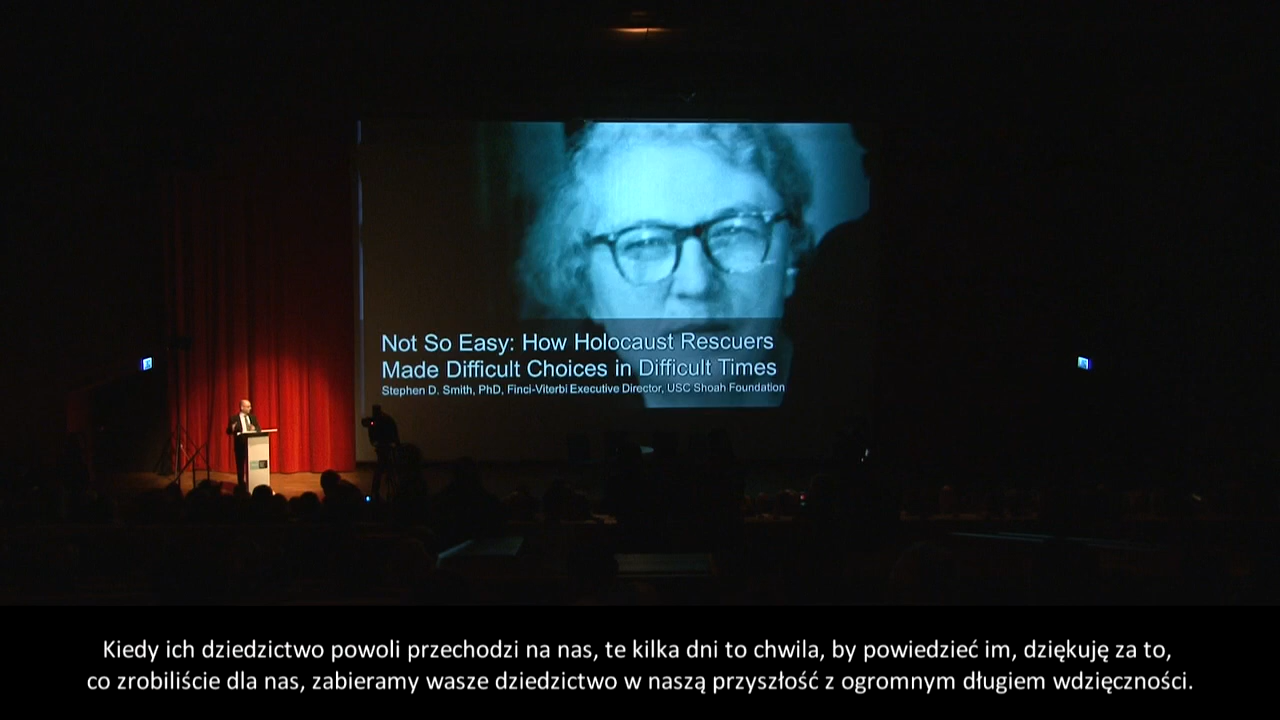 Not So Easy: How Holocaust Rescuers
Made Difficult Choices in Difficult Times
Stephen D. Smith, PhD, Finci-Viterbi Executive Director, USC Shoah Foundation
Kiedy ich dziedzictwo powoli przechodzi na nas, te kilka dni to chwila, by powiedzieć im, dziękuję za to,
co zrobiliście dla nas, zabieramy wasze dziedzictwo w naszą przyszłość z ogromnym długiem wdzięczności.